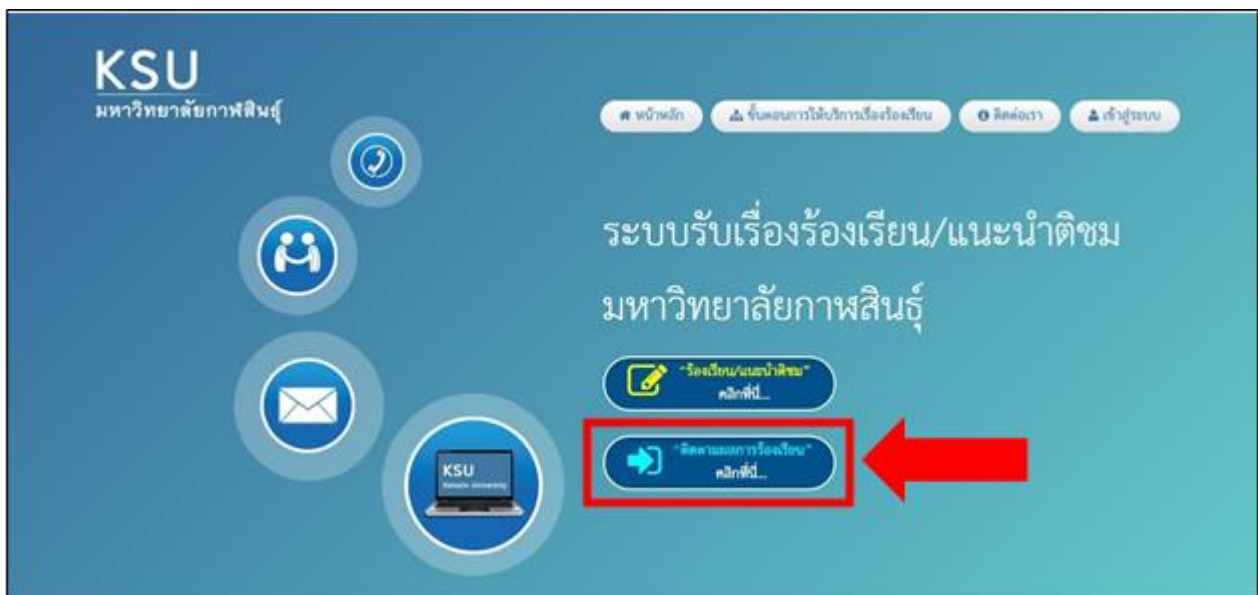 KSU
มหาวิทยาลัยกาฬสินธุ์
หน้าหลัก
ขั้นตอนการให้บริการเรื่องร้องเรียน
ติดต่อเรา
เข้าสู่ระบบ
ระบบรับเรื่องร้องเรียน/แนะนำติชม
มหาวิทยาลัยกาฬสินธุ์
"ร้องเรียน/แนะนำติชม"
คลิกที่นี่...
"ติดตามผลการร้องเรียน"
คลิกที่นี่...
KSU